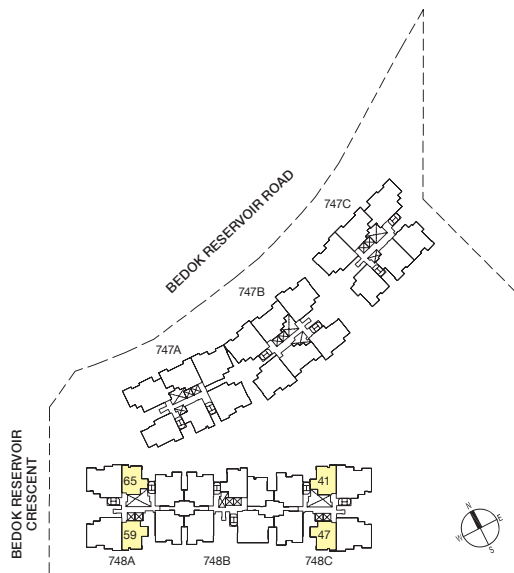 747C
BEDOK RESERVOIR ROAD
747B
747A
BEDOK RESERVOIR
CRESCENT
65
41
59
47
748A
748B
748C
N
E
W
S